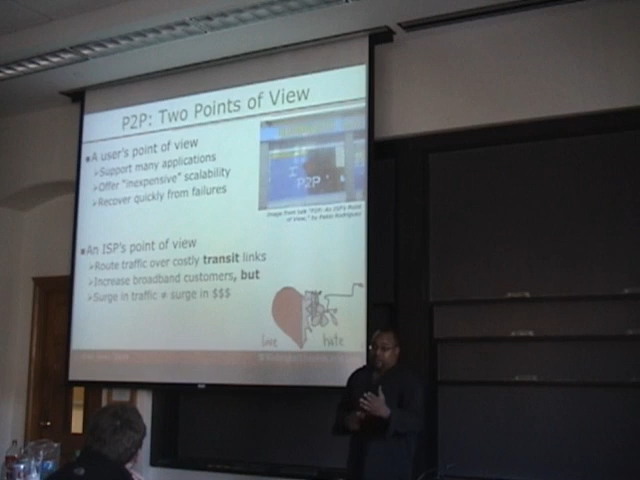 P2P: Two Points of View
A user's point of view
Support many applications
Offer "inexpensive" scalability
Recover quickly from failures
P2P
Image from talk "P2P: An ISP's Point
of View," by Pablo Rodriguez
An ISP's point of view
Route traffic over costly transit links
Increase broadband customers, but
Surge in traffic ≠ surge in $$$
love hate